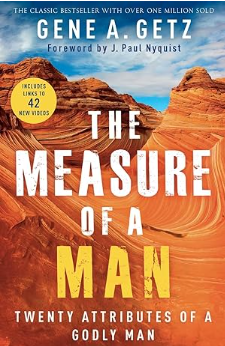 THE CLASSIC BESTSELLER WITH OVER ONE MILLION SOLD
GENE A. GETZ
Foreword by J. Paul Nyquist
INCLUDES
LINKS TO
42
NEW VIDEOS
THE
MEASURE
OF A
MAN
TWENTY ATTRIBUTES OF A
GODLY MAN